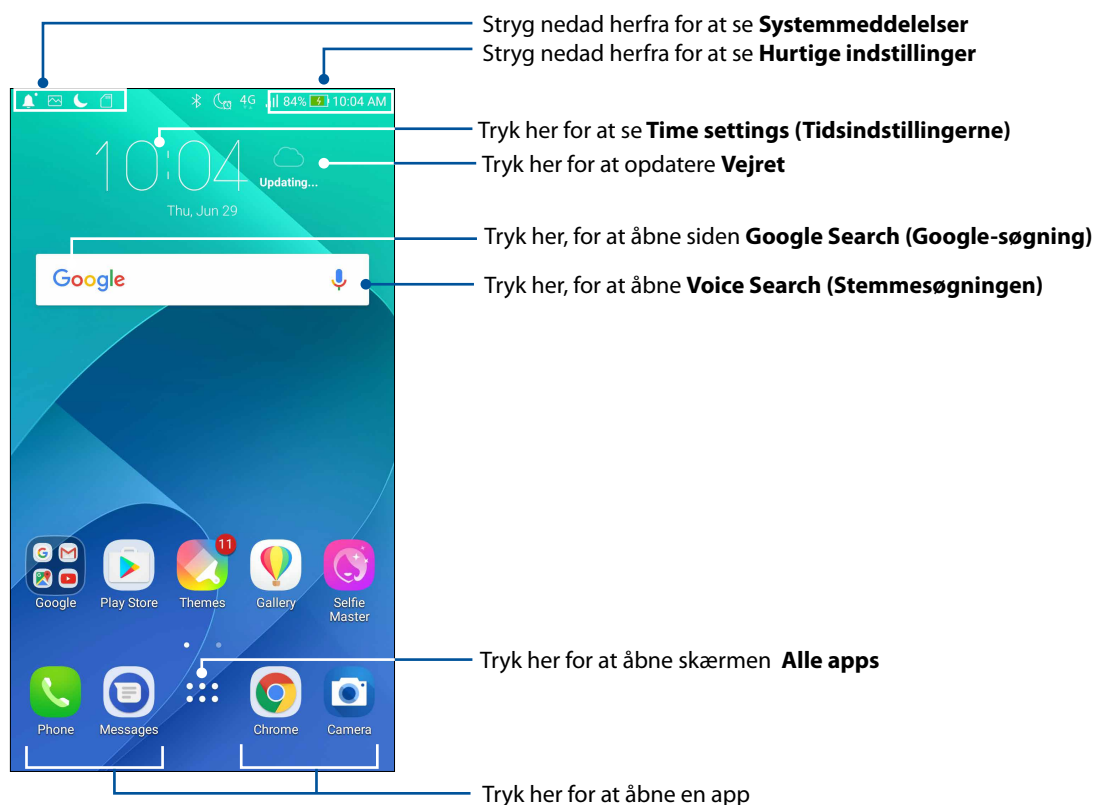 Stryg nedad herfra for at se Systemmeddelelser
Stryg nedad herfra for at se Hurtige indstillinger
4G 84% 10:04 AM
10:04
Updating...
Thu, Jun 29
Tryk her for at se Time settings (Tidsindstillingerne)
Tryk her for at opdatere Vejret
Tryk her, for at åbne siden Google Search (Google-søgning)
Google
Tryk her, for at åbne Voice Search (Stemmesøgningen)
11
Google Play Store Themes Gallery Selfie Master
Tryk her for at åbne skærmen Alle apps
Phone Messages Chrome Camera
Tryk her for at åbne en app